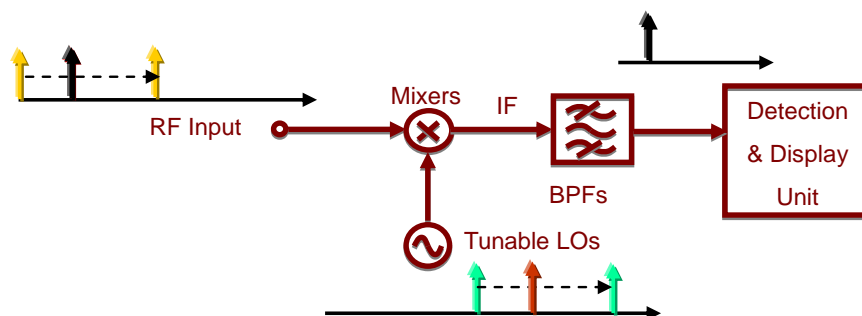 Mixers
IF
RF Input
Detection
& Display
Unit
BPFs
Tunable LOs